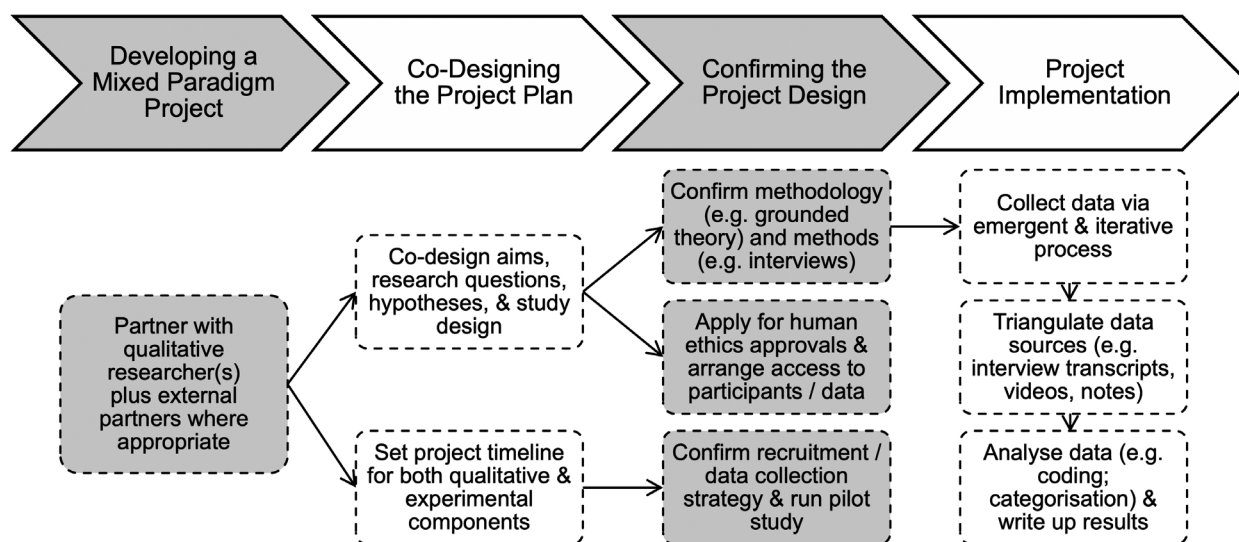 Developing a
Mixed Paradigm
Project
Co-Designing
the Project Plan
Confirming the
Project Design
Project
Implementation
Partner with
qualitative
researcher(s)
plus external
partners where
appropriate
Co-design aims,
research questions,
hypotheses, & study
design
Set project timeline
for both qualitative &
experimental
components
Confirm methodology
(e.g. grounded
theory) and methods
(e.g. interviews)
Apply for human
ethics approvals &
arrange access to
participants / data
Confirm recruitment /
data collection
strategy & run pilot
study
Collect data via
emergent & iterative
process
Triangulate data
sources (e.g.
interview transcripts,
videos, notes)
Analyse data (e.g.
coding;
categorisation) &
write up results